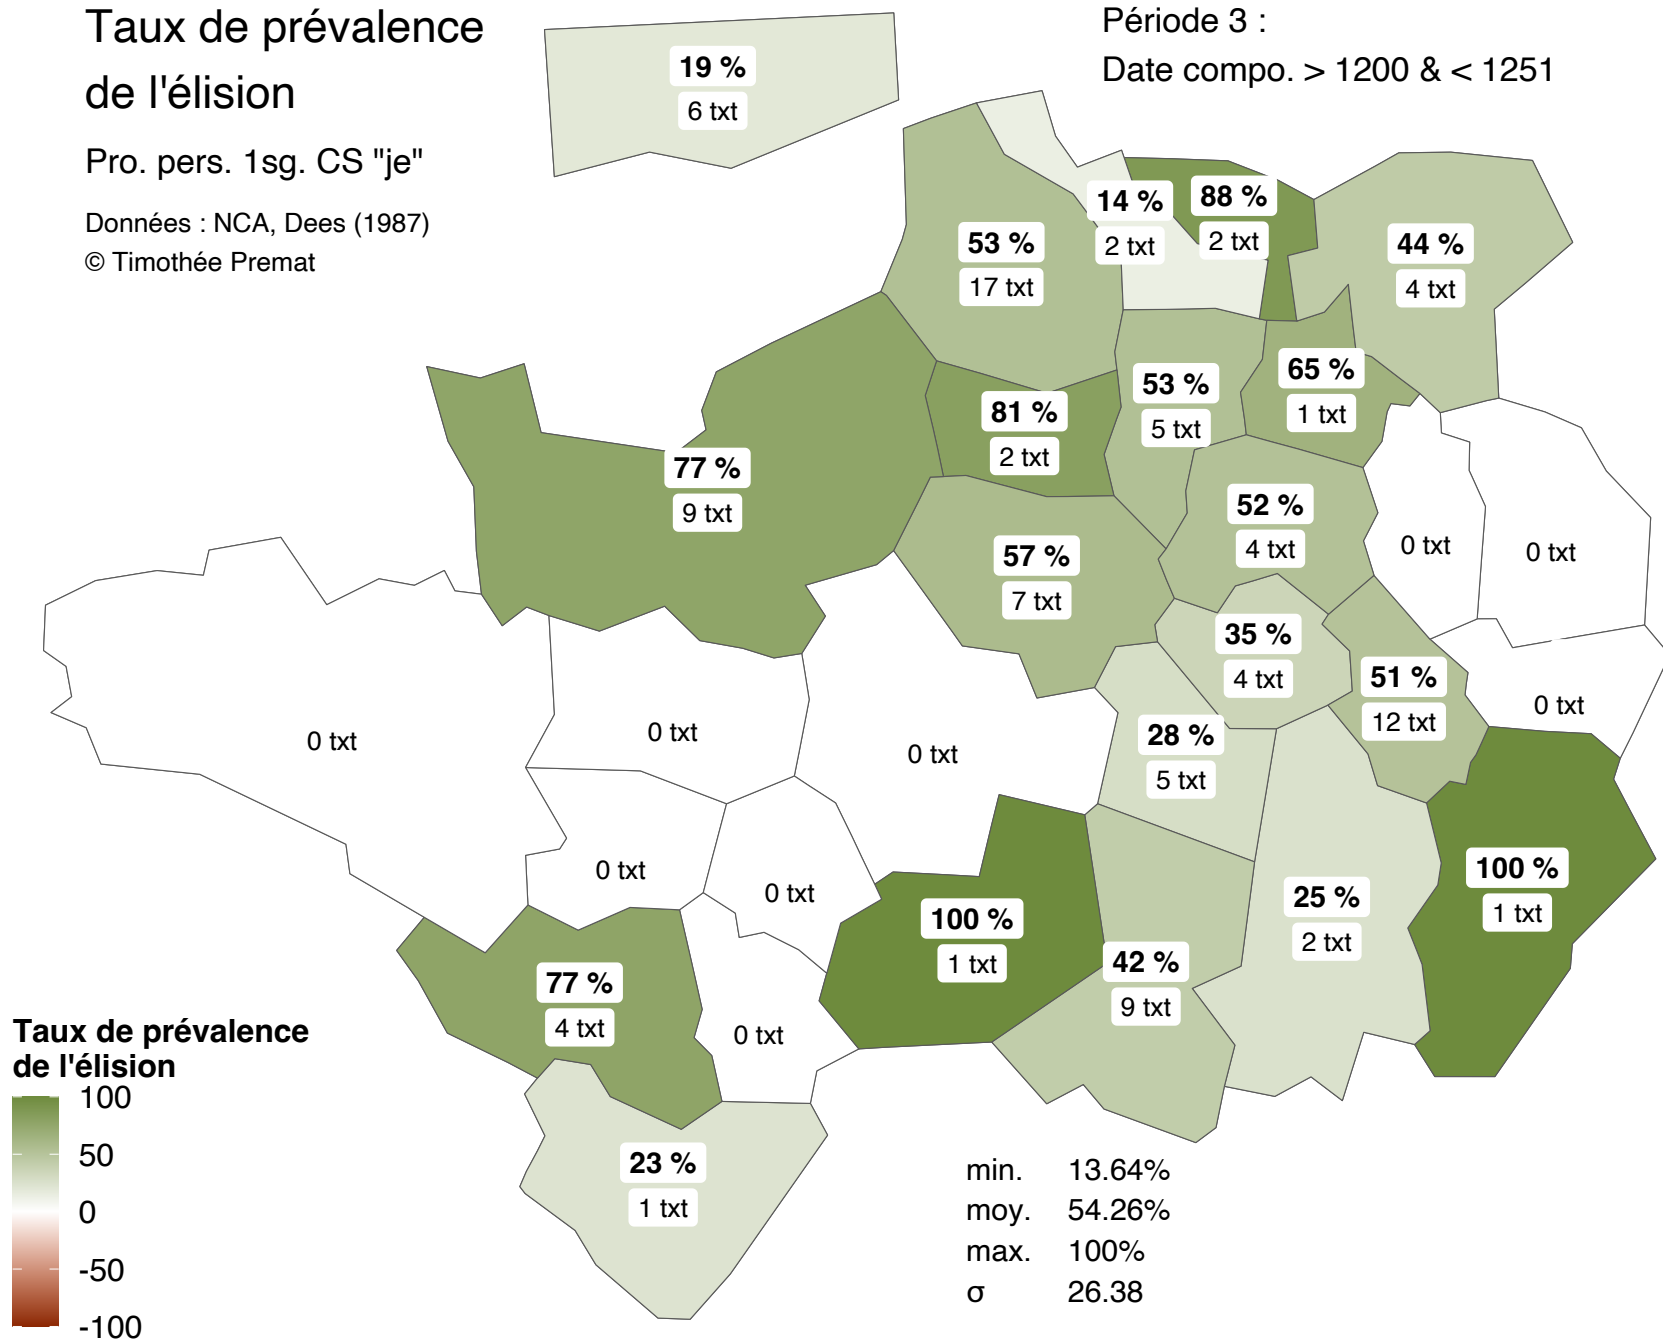 Taux de prévalence
de l'élision
Pro. pers. 1sg. CS "je"
Données : NCA, Dees (1987)
© Timothée Premat
Période 3 :
Date compo. > 1200 & < 1251
19 %
6 txt
14 %
2 txt
88 %
2 txt
53 %
17 txt
44 %
4 txt
65 %
1 txt
53 %
5 txt
81 %
2 txt
77 %
9 txt
52 %
4 txt
0 txt
0 txt
57 %
7 txt
35 %
4 txt
51 %
12 txt
0 txt
28 %
5 txt
0 txt
0 txt
0 txt
0 txt
0 txt
100 %
1 txt
25 %
2 txt
100 %
1 txt
42 %
9 txt
77 %
4 txt
0 txt
23 %
1 txt
Taux de prévalence
de l'élision
100
50
0
-50
-100
min. 13.64%
moy. 54.26%
max. 100%
σ 26.38